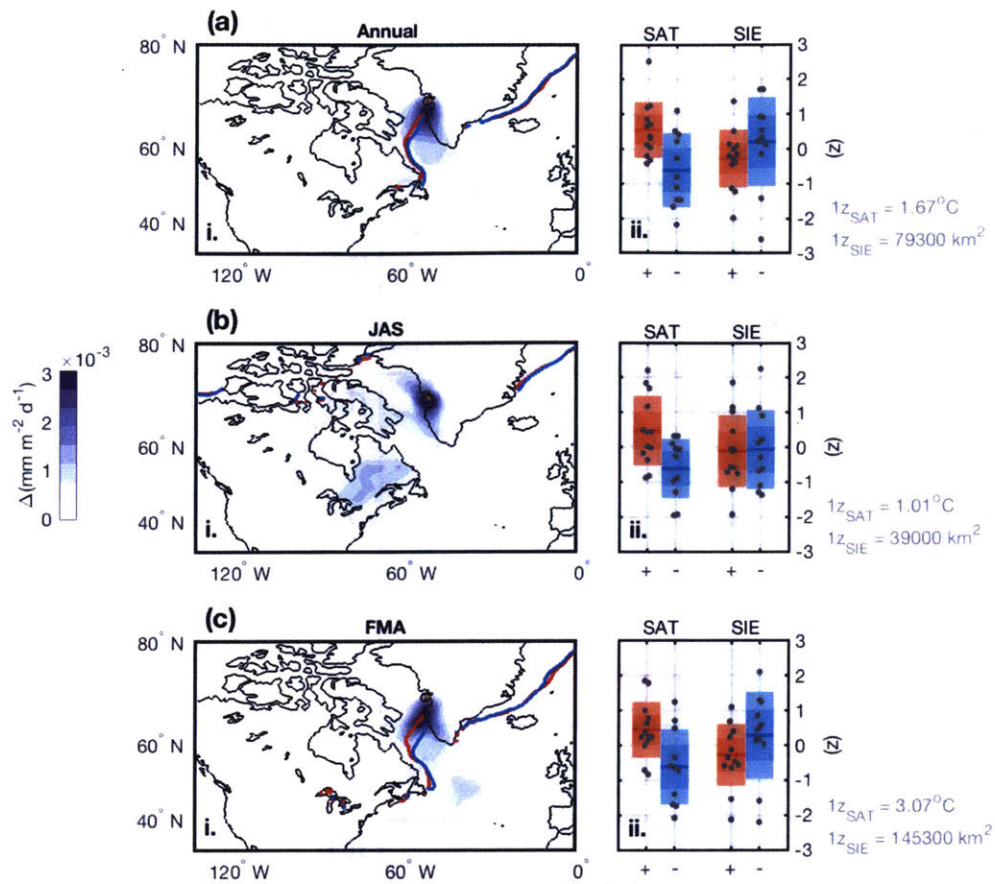 (a)
Annual
80° N
60° N
40° N
i.
120° W
60° W
0°
SAT SIE
3
2
1
0
-1
-2
-3
(z)
ii.
+ - + -
1z_SAT = 1.67°C
1z_SIE = 79300 km²
(b)
JAS
80° N
60° N
40° N
i.
120° W
60° W
0°
SAT SIE
3
2
1
0
-1
-2
-3
(z)
ii.
+ - + -
1z_SAT = 1.01°C
1z_SIE = 39000 km²
× 10⁻³
3
2
1
0
Δ(mm m⁻² d⁻¹)
(c)
FMA
80° N
60° N
40° N
i.
120° W
60° W
0°
SAT SIE
3
2
1
0
-1
-2
-3
(z)
ii.
+ - + -
1z_SAT = 3.07°C
1z_SIE = 145300 km²